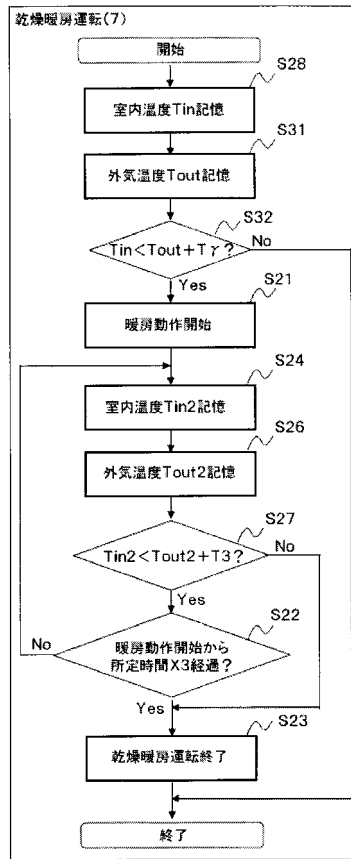 乾燥暖房運転(7)
開始
S28
室内温度Tin記憶
S31
外気温度Tout記憶
S32
Tin<Tout+Tγ?
No
Yes
S21
暖房動作開始
S24
室内温度Tin2記憶
S26
外気温度Tout2記憶
S27
Tin2<Tout2+T3?
No
Yes
S22
No
暖房動作開始から
所定時間X3経過?
Yes
S23
乾燥暖房運転終了
終了